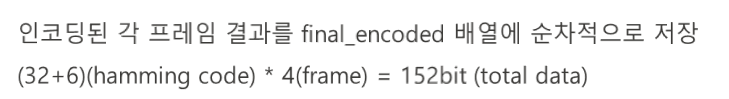 인코딩된 각 프레임 결과를 final_encoded 배열에 순차적으로 저장
(32+6)(hamming code) * 4(frame) = 152bit (total data)